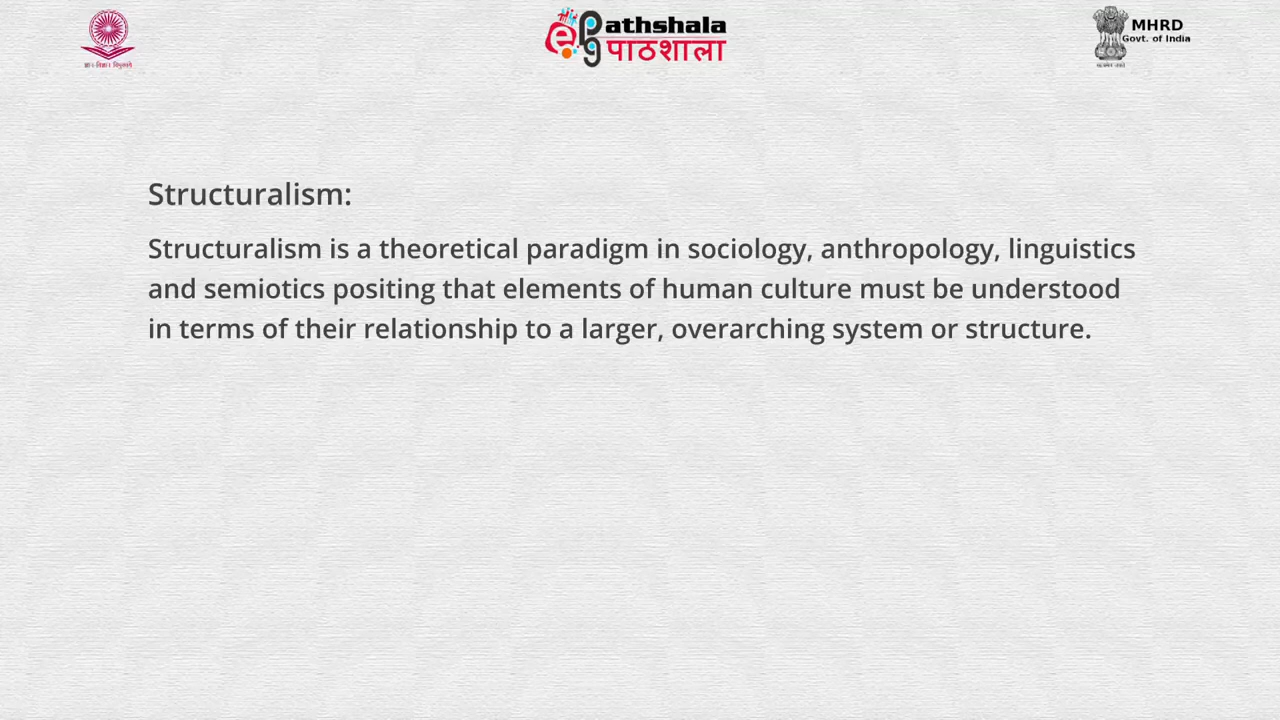 ePathshala
पाठशाला
MHRD
Govt. of India
Structuralism:
Structuralism is a theoretical paradigm in sociology, anthropology, linguistics
and semiotics positing that elements of human culture must be understood
in terms of their relationship to a larger, overarching system or structure.